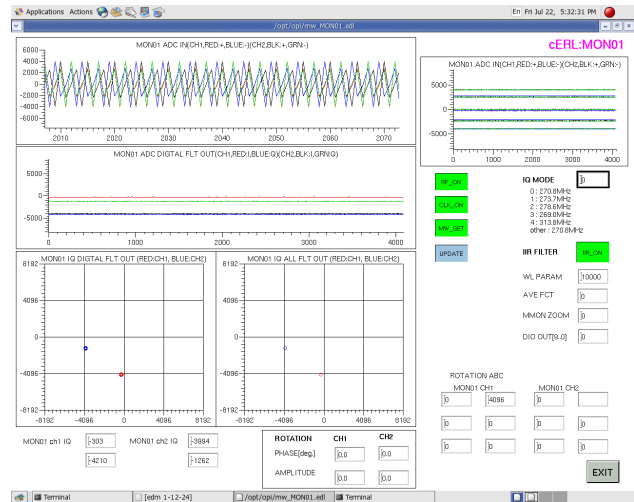 Applications Actions
En Fri Jul 22, 5:32:31 PM
/opt/opi/mw_MON01.edl
cERL:MON01
MON01 ADC IN(CH1,RED:+,BLUE:-)(CH2,BLK:+,GRN:-)
6000
4000
2000
0
-2000
-4000
-6000
2010 2020 2030 2040 2050 2060 2070
MON01 ADC IN(CH1,RED:+,BLUE:-)(CH2,BLK:+,GRN:-)
5000
0
-5000
0 1000 2000 3000 4000
MON01 ADC DIGTAL FLT OUT(CH1,RED:I,BLUE:Q)(CH2,BLK:I,GRN:Q)
5000
0
-5000
0 1000 2000 3000 4000
RF_ON
CLK_ON
MW_GET
UPDATE
IQ MODE 0
0 : 270.8MHz
1 : 273.7MHz
2 : 278.6MHz
3 : 269.0MHz
4 : 313.8MHz
other : 270.8MHz
IIR FILTER IIR_ON
WL PARAM 10000
AVE FCT 0
MMON ZOOM 0
DIO OUT[9..0] 0
MON01 IQ DIGITAL FLT OUT (RED:CH1, BLUE:CH2)
8192
4096
0
-4096
-8192
-8192 -4096 0 4096 8192
MON01 IQ ALL FLT OUT (RED:CH1, BLUE:CH2)
8192
4096
0
-4096
-8192
-8192 -4096 0 4096 8192
ROTATION ABC
MON01 CH1 MON01 CH2
0 4096 0
0 0 0 0
0 0 0 0
MON01 ch1 IQ -303 MON01 ch2 IQ -3984
-4210 -1262
ROTATION CH1 CH2
PHASE[deg.] 0.0 0.0
AMPLITUDE 0.0 0.0
EXIT
Terminal [edm 1-12-24] /opt/opi/mw_MON01.edl Terminal